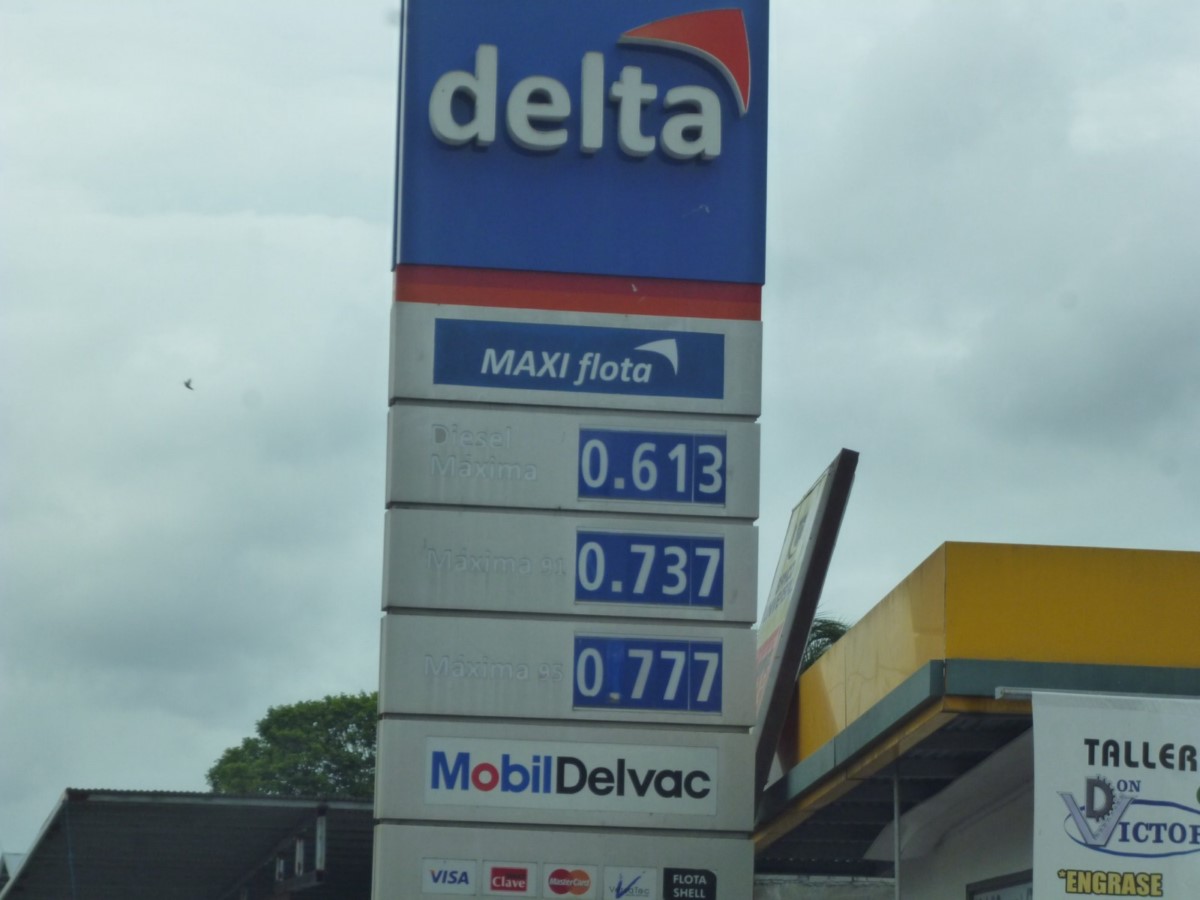 delta
MAXI flota
Diesel
Máxima
0.613
Máxima 91
0.737
Máxima 95
0.777
MobilDelvac
VISA
Clave
MasterCard
FLOTA
SHELL
TALLER
DON
VICTOR
*ENGRASE